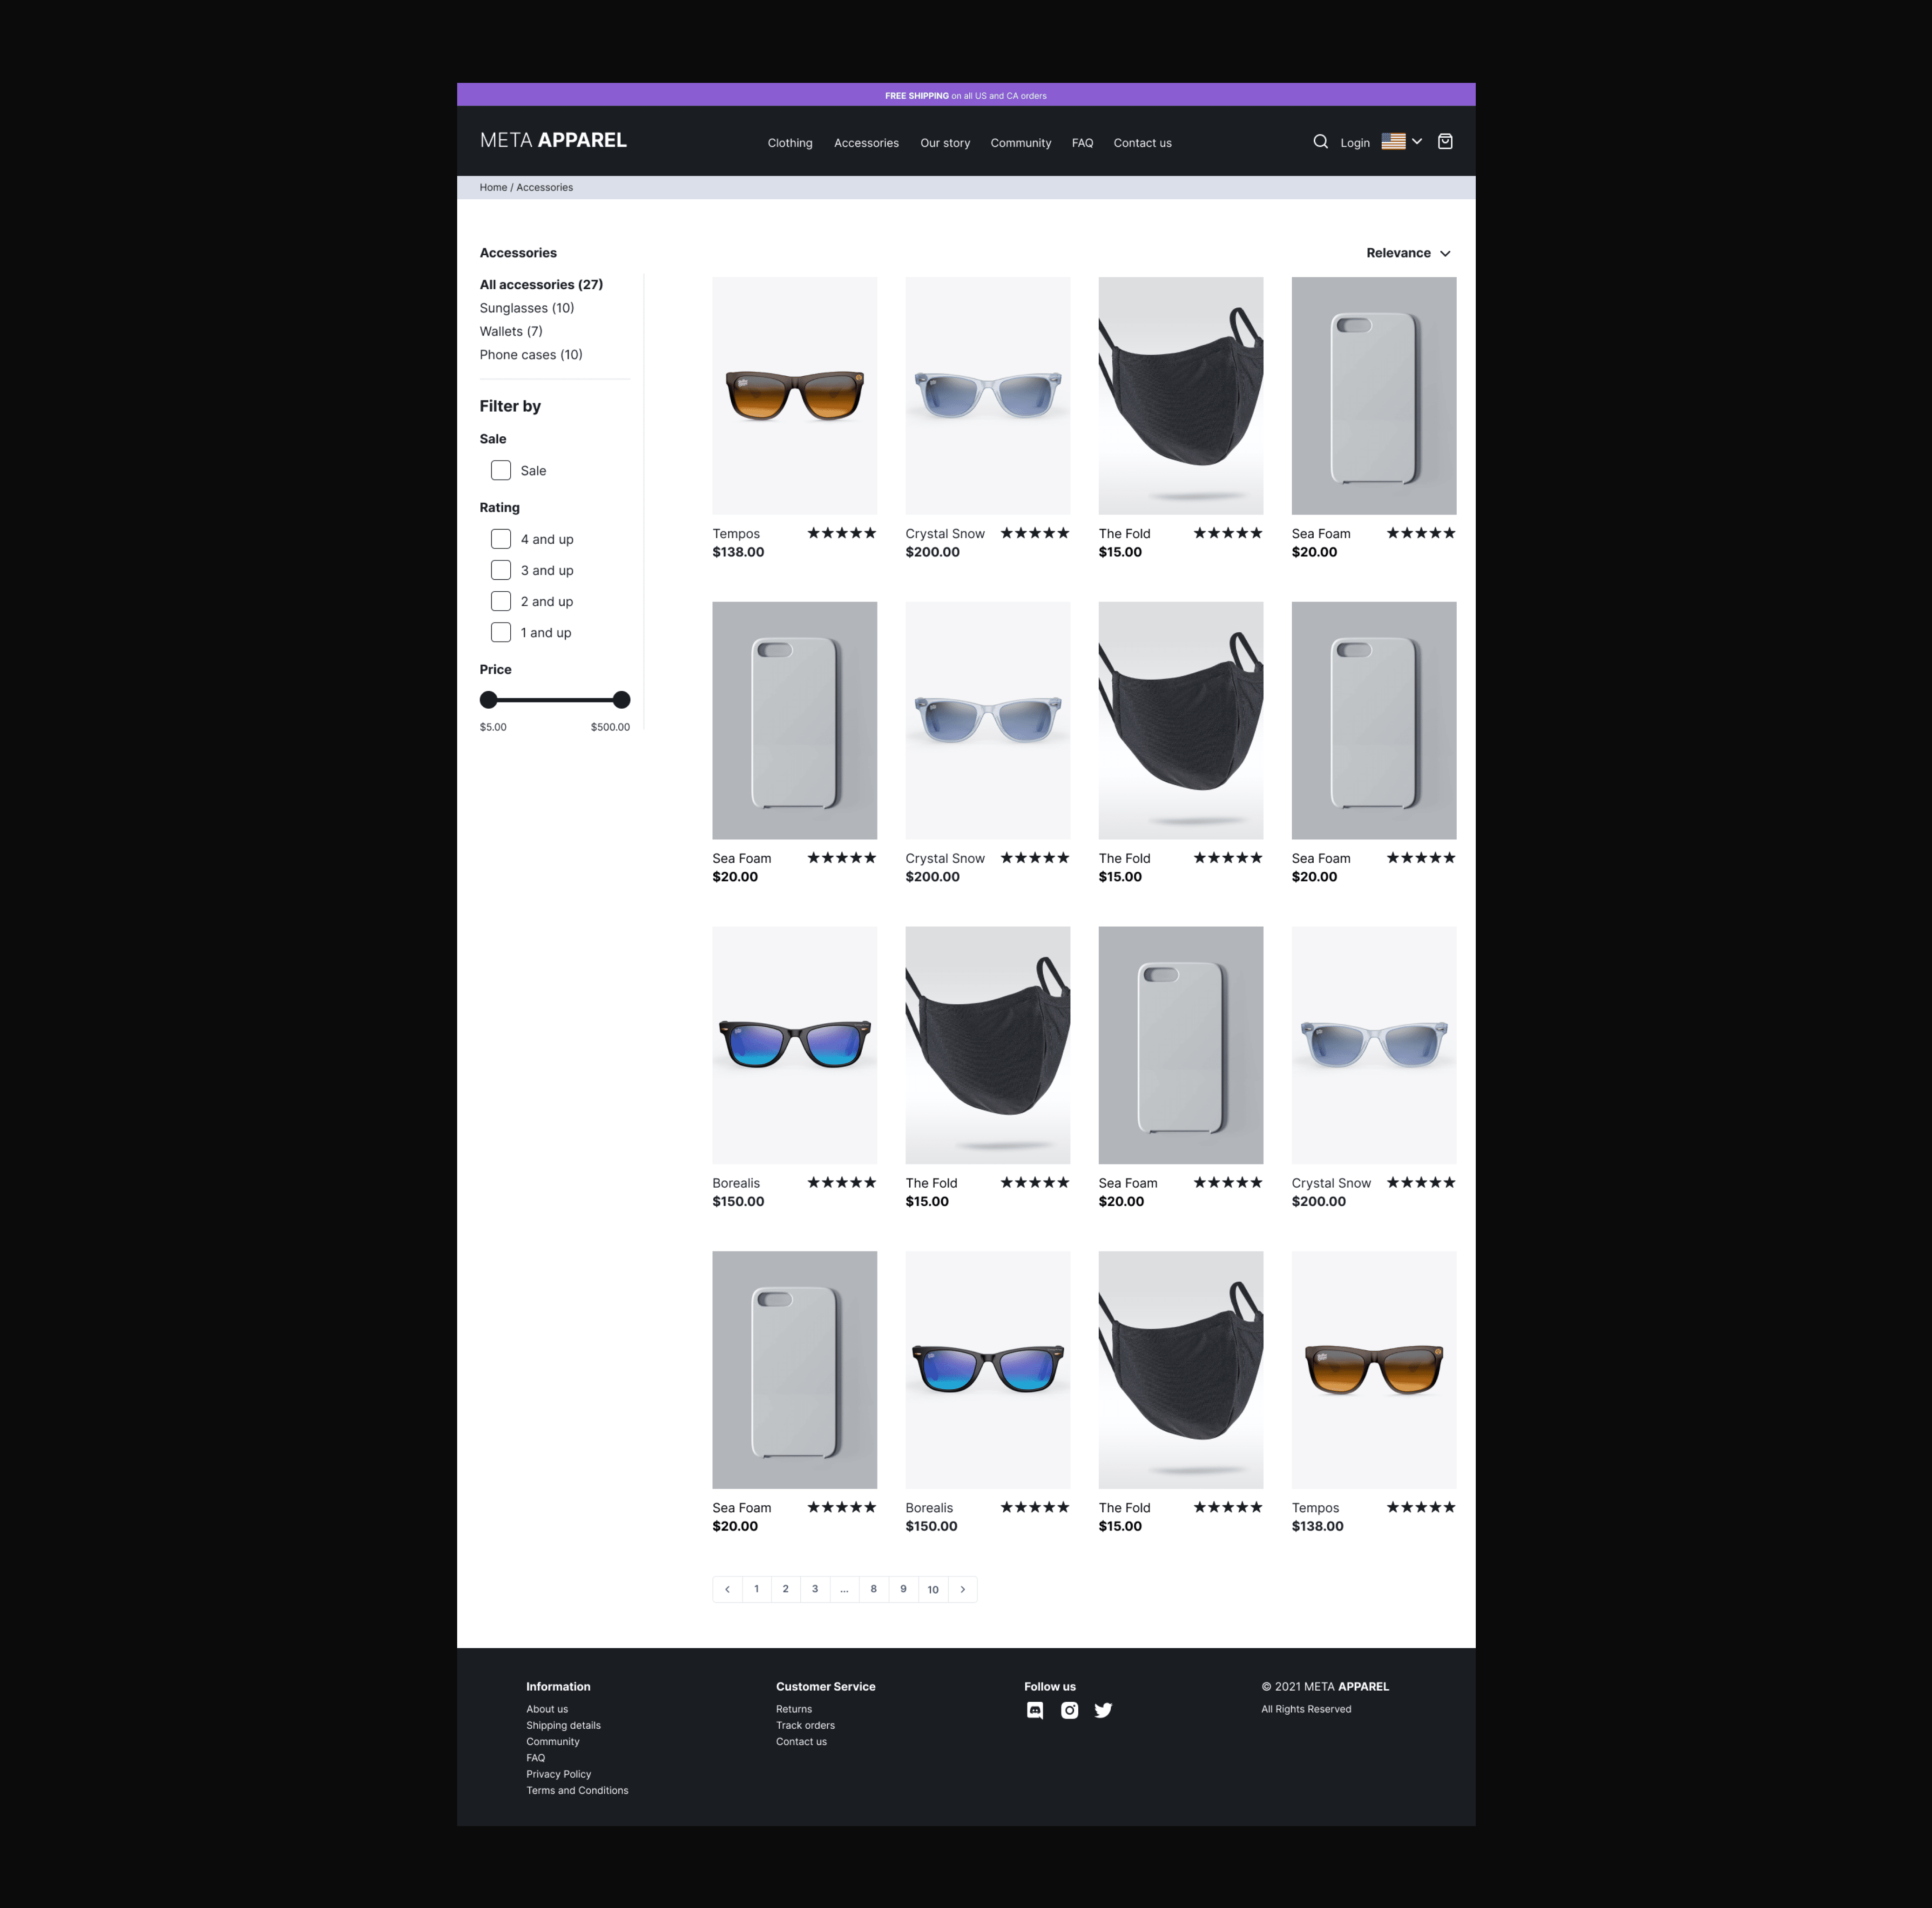 FREE SHIPPING on all US and CA orders
META APPAREL
Clothing Accessories Our story Community FAQ Contact us
Login
Home / Accessories
Accessories
Relevance
All accessories (27)
Sunglasses (10)
Wallets (7)
Phone cases (10)
Filter by
Sale
Sale
Rating
4 and up
3 and up
2 and up
1 and up
Price
$5.00 $500.00
Tempos
$138.00
Crystal Snow
$200.00
The Fold
$15.00
Sea Foam
$20.00
Sea Foam
$20.00
Crystal Snow
$200.00
The Fold
$15.00
Sea Foam
$20.00
Borealis
$150.00
The Fold
$15.00
Sea Foam
$20.00
Crystal Snow
$200.00
Sea Foam
$20.00
Borealis
$150.00
The Fold
$15.00
Tempos
$138.00
1 2 3 ... 8 9 10
Information
About us
Shipping details
Community
FAQ
Privacy Policy
Terms and Conditions
Customer Service
Returns
Track orders
Contact us
Follow us
© 2021 META APPAREL
All Rights Reserved